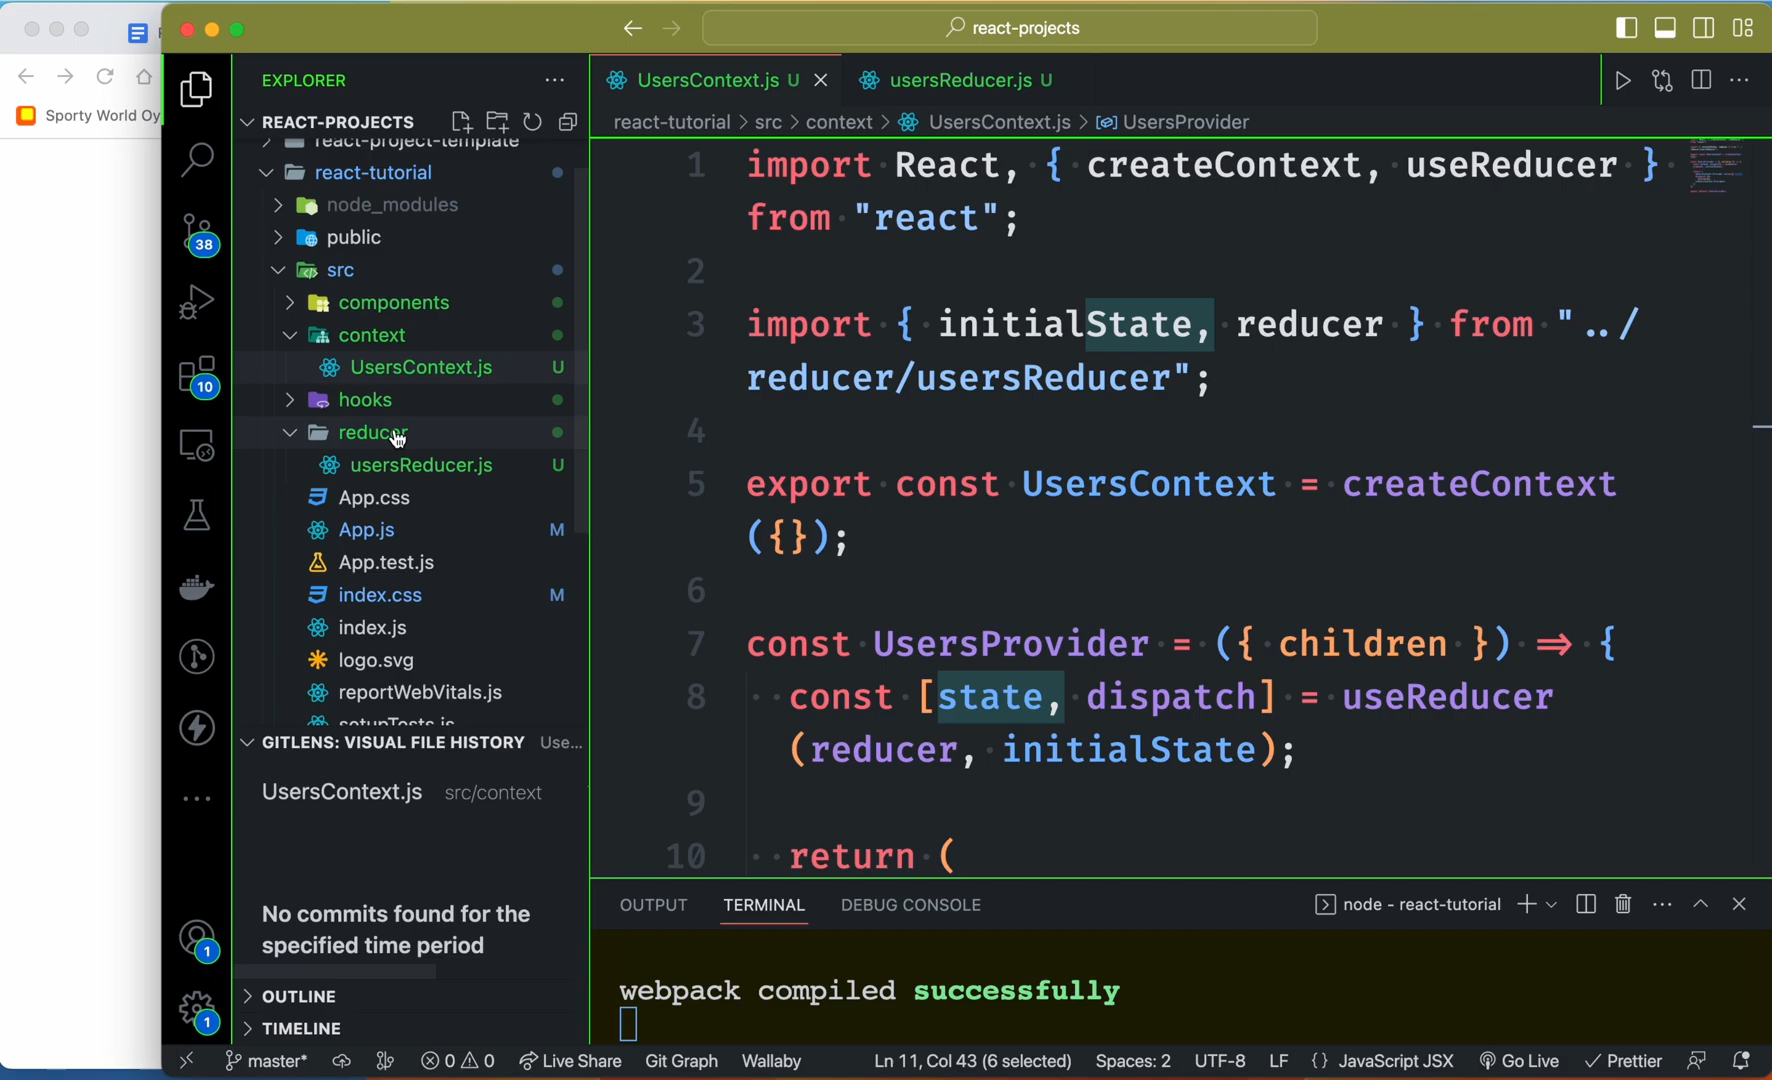 react-projects
Sporty World Oy
EXPLORER
REACT-PROJECTS
react-project-template
react-tutorial
node_modules
public
src
components
context
UsersContext.js U
hooks
reducer
usersReducer.js U
App.css
App.js M
App.test.js
index.css M
index.js
logo.svg
reportWebVitals.js
setupTests.js
GITLENS: VISUAL FILE HISTORY Use...
UsersContext.js src/context
No commits found for the
specified time period
OUTLINE
TIMELINE
38
10
1
1
UsersContext.js U
usersReducer.js U
react-tutorial > src > context > UsersContext.js > UsersProvider
1 import React, { createContext, useReducer }
from "react";
2
3 import { initialState, reducer } from "../
reducer/usersReducer";
4
5 export const UsersContext = createContext
({});
6
7 const UsersProvider = ({ children }) => {
8 const [state, dispatch] = useReducer
(reducer, initialState);
9
10 return (
OUTPUT TERMINAL DEBUG CONSOLE
node - react-tutorial
webpack compiled successfully
master* 0 0 Live Share Git Graph Wallaby Ln 11, Col 43 (6 selected) Spaces: 2 UTF-8 LF {} JavaScript JSX Go Live Prettier